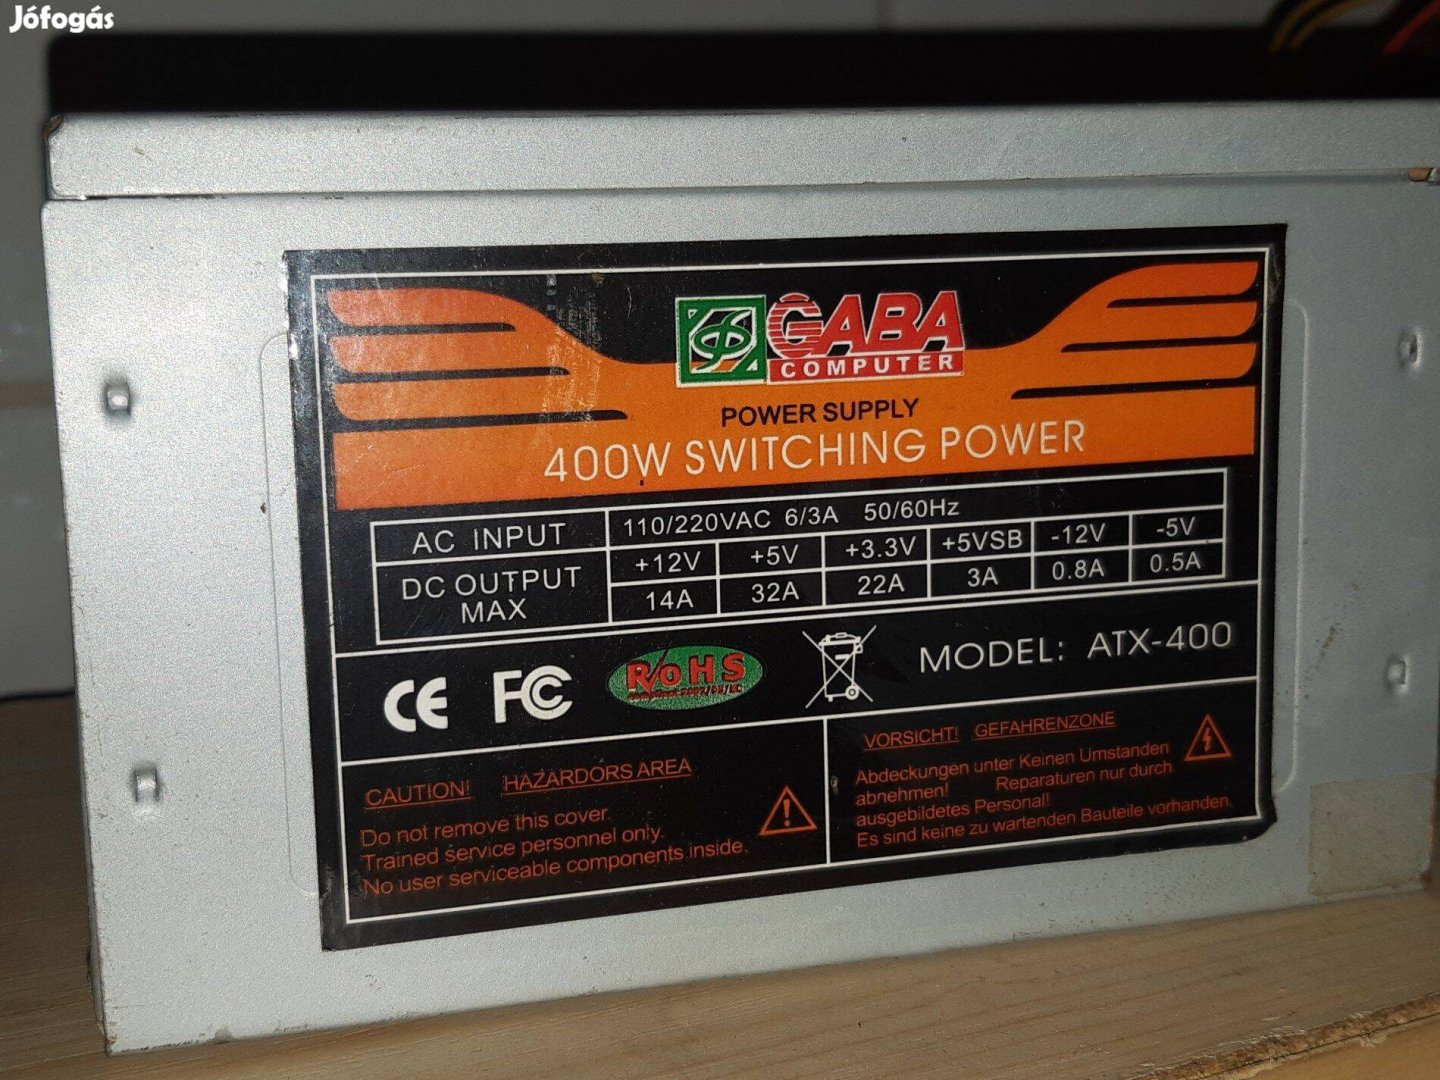 Jófogás
GABA
COMPUTER
POWER SUPPLY
400W SWITCHING POWER
AC INPUT 110/220VAC 6/3A 50/60Hz
DC OUTPUT MAX +12V +5V +3.3V +5VSB -12V -5V
14A 32A 22A 3A 0.8A 0.5A
CE FC RoHS
MODEL: ATX-400
CAUTION! HAZARDORS AREA
Do not remove this cover.
Trained service personnel only.
No user serviceable components inside.
VORSICHT! GEFAHRENZONE
Abdeckungen unter Keinen Umstanden
abnehmen! Reparaturen nur durch
ausgebildetes Personal!
Es sind keine zu wartenden Bauteile vorhanden.